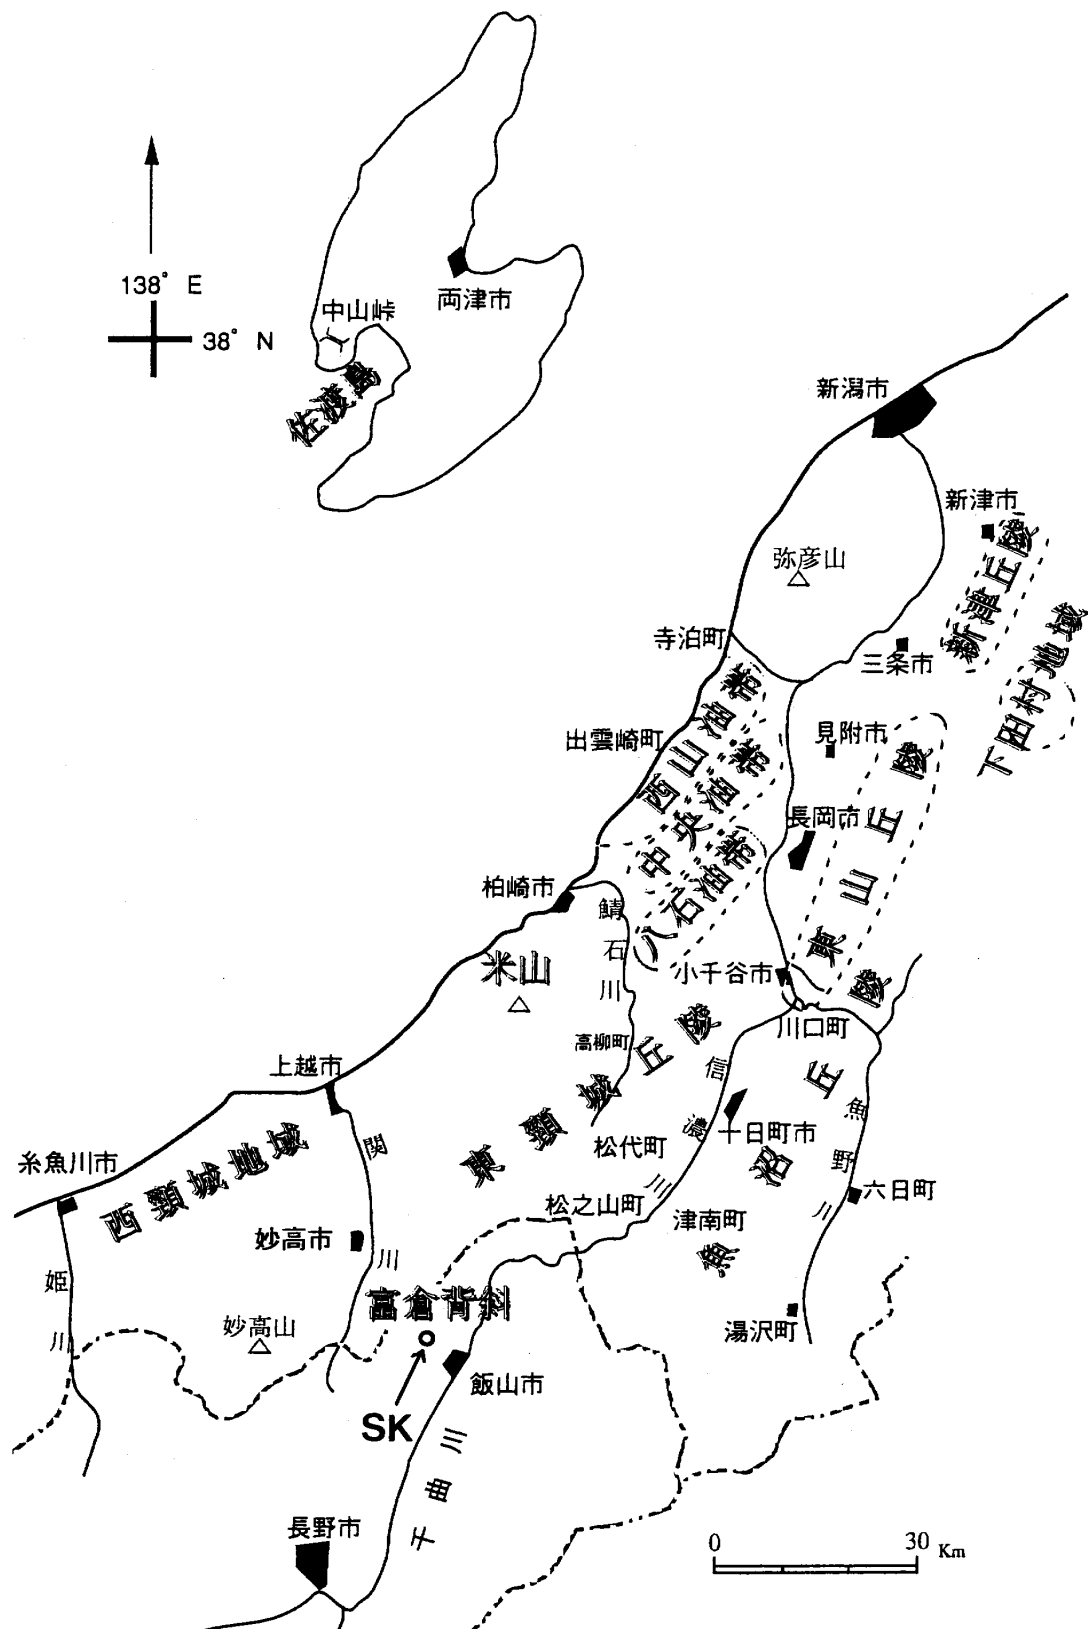 138° E
38° N
中山峠
両津市
佐渡島
新潟市
新津市
新津丘陵
弥彦山
寺泊町
三条市
下田村地域
出雲崎町
西山油帯
中央油帯
八石油帯
見附市
長岡市
東山丘陵
柏崎市
鯖石川
米山
小千谷市
川口町
高柳町
東頸城丘陵
信濃川
上越市
関川
十日町市
魚沼丘陵
魚野川
松代町
糸魚川市
西頸城地域
松之山町
津南町
六日町
妙高市
姫川
富倉背斜
妙高山
湯沢町
飯山市
SK
千曲川
長野市
0 30 Km